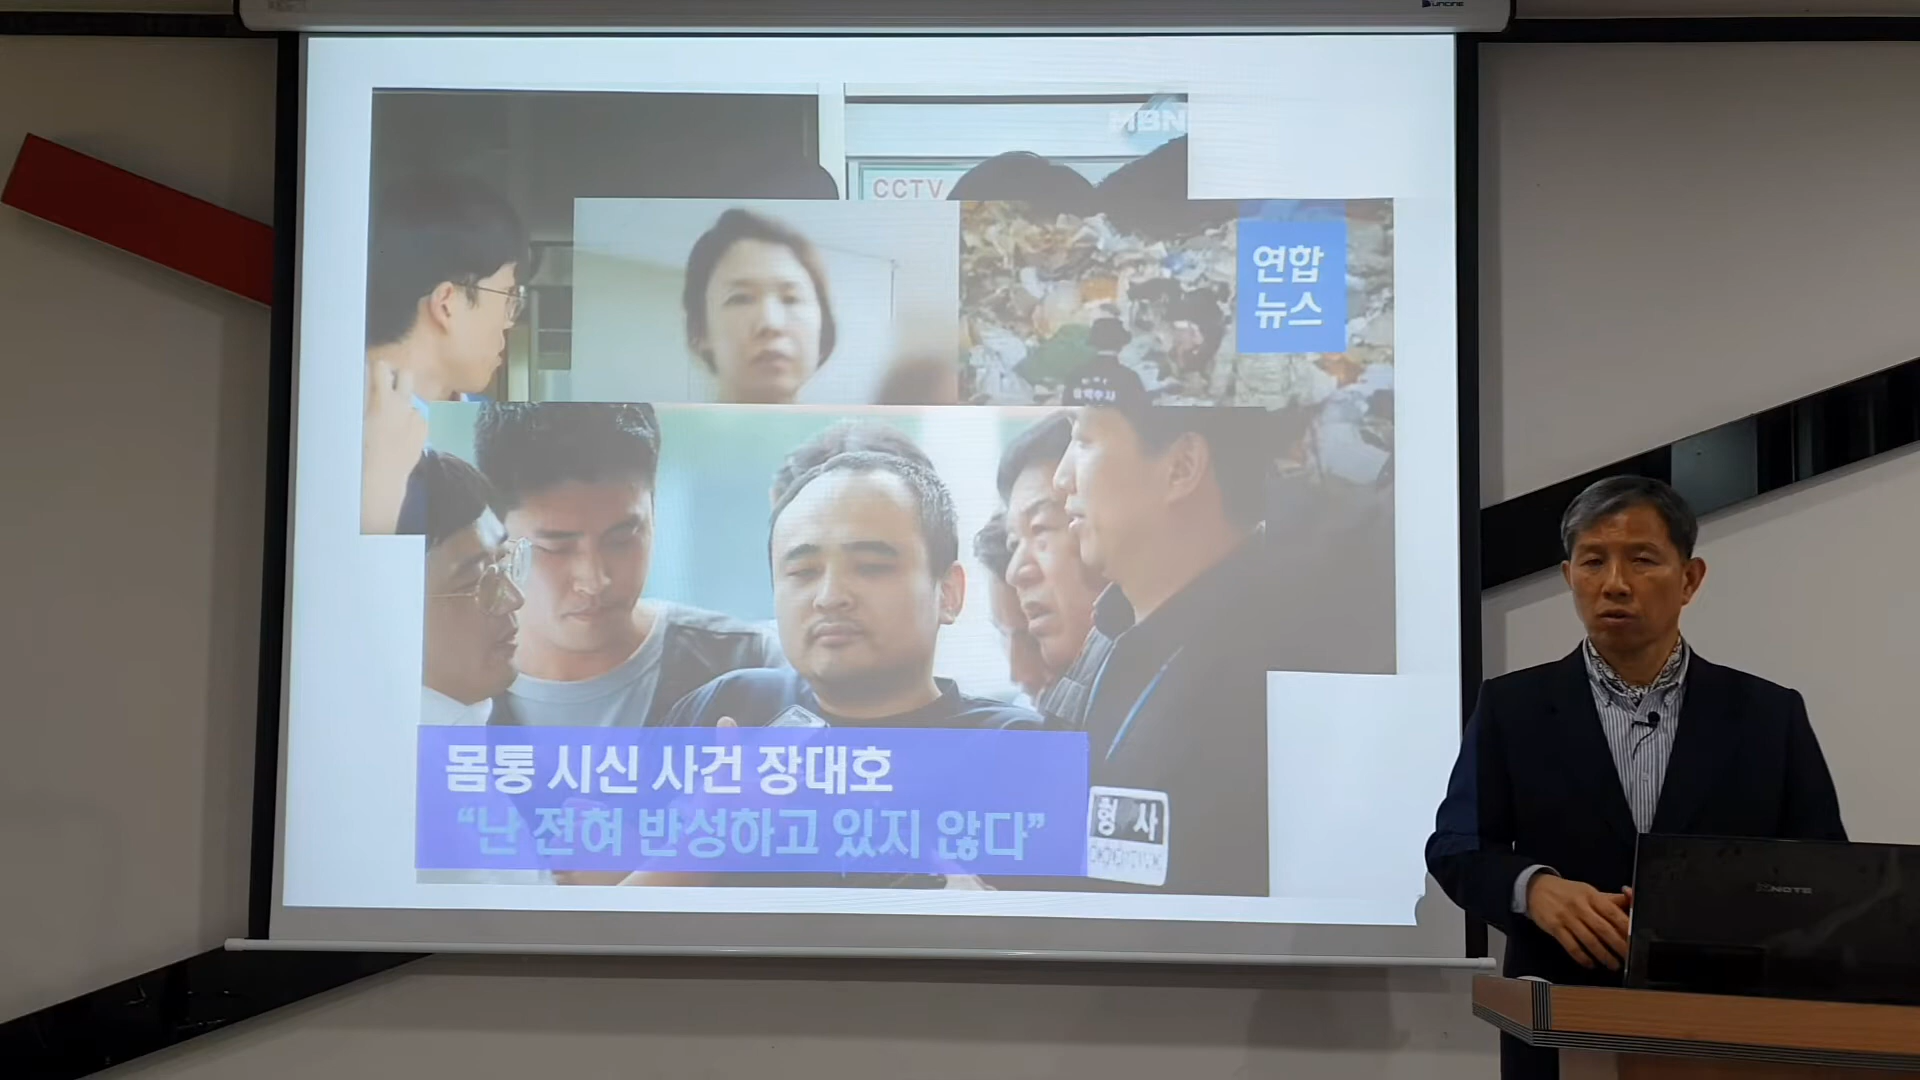 MBN
CCTV
연합
뉴스
몸통 시신 사건 장대호
“난 전혀 반성하고 있지 않다”
형 사
XNOTE